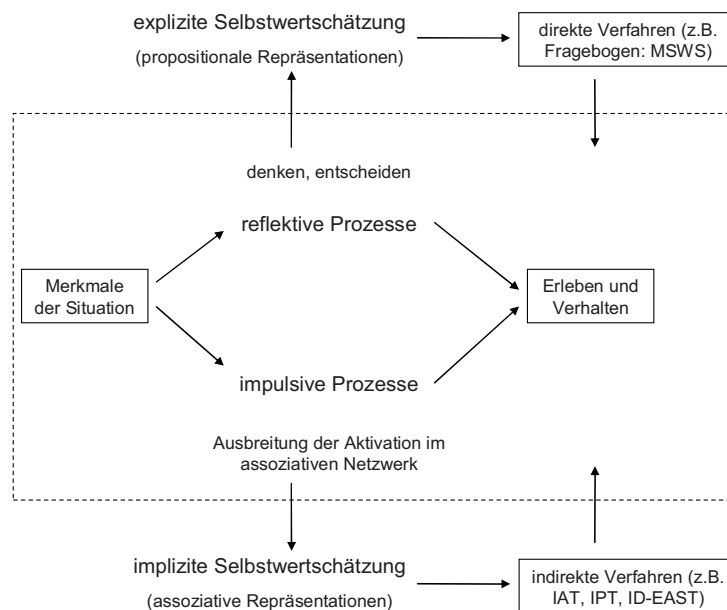 explizite Selbstwertschätzung
(propositionale Repräsentationen)
direkte Verfahren (z.B.
Fragebogen: MSWS)
denken, entscheiden
reflektive Prozesse
Merkmale
der Situation
Erleben und
Verhalten
impulsive Prozesse
Ausbreitung der Aktivation im
assoziativen Netzwerk
implizite Selbstwertschätzung
(assoziative Repräsentationen)
indirekte Verfahren (z.B.
IAT, IPT, ID-EAST)